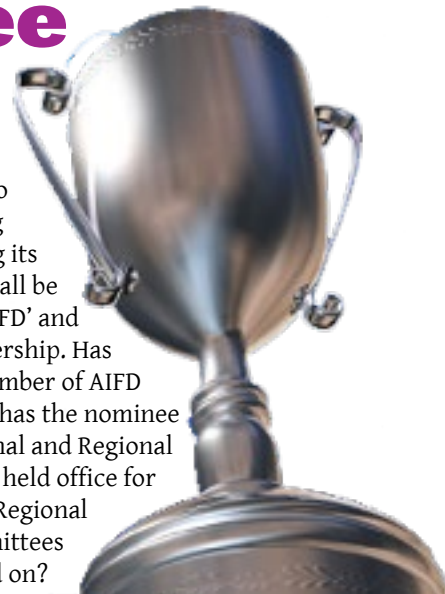 ee
o
g
g its
all be
FD’ and
ership. Has
mber of AIFD
has the nominee
nal and Regional
held office for
Regional
nittees
d on?